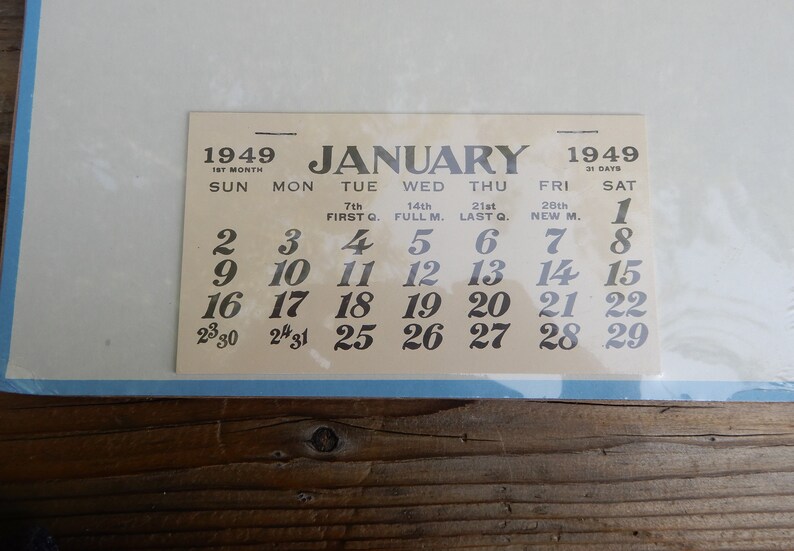 1949 JANUARY 1949
1ST MONTH 31 DAYS
SUN MON TUE WED THU FRI SAT
7th 14th 21st 28th
FIRST Q. FULL M. LAST Q. NEW M. 1
2 3 4 5 6 7 8
9 10 11 12 13 14 15
16 17 18 19 20 21 22
23 30 24 31 25 26 27 28 29